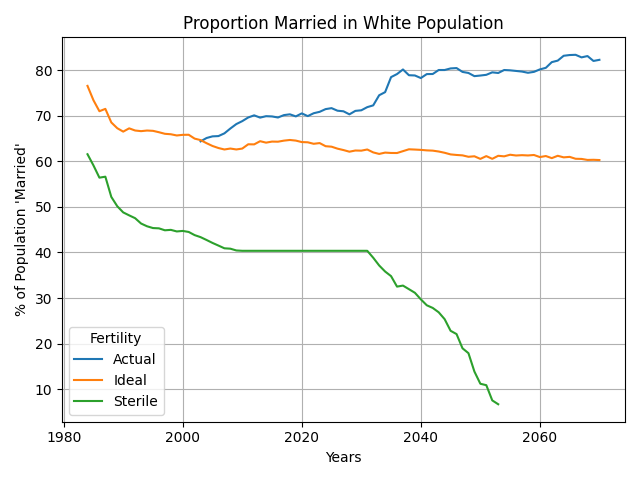 Proportion Married in White Population
% of Population 'Married'
80
70
60
50
40
30
20
10
Fertility
Actual
Ideal
Sterile
1980 2000 2020 2040 2060
Years